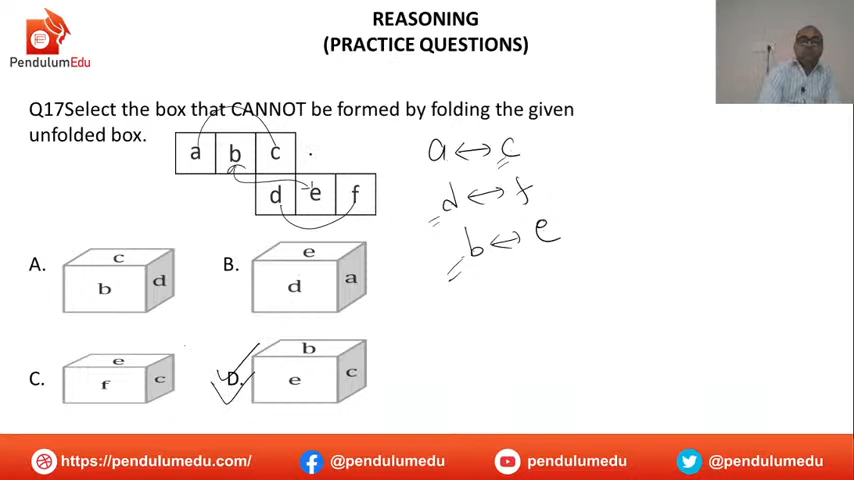 REASONING
(PRACTICE QUESTIONS)
PendulumEdu
Q17Select the box that CANNOT be formed by folding the given
unfolded box.
a b c
d e f
a ↔ c
d ↔ f
b ↔ e
A. c b d
B. e d a
C. e f c
D. b e c
https://pendulumedu.com/ @pendulumedu pendulumedu @pendulumedu